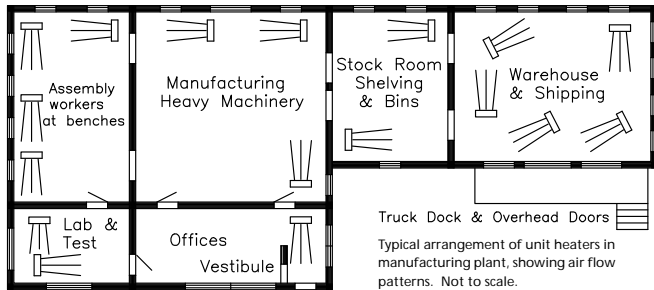 Assembly
workers
at benches
Manufacturing
Heavy Machinery
Stock Room
Shelving
& Bins
Warehouse
& Shipping
Lab &
Test
Offices
Vestibule
Truck Dock & Overhead Doors
Typical arrangement of unit heaters in
manufacturing plant, showing air flow
patterns.  Not to scale.